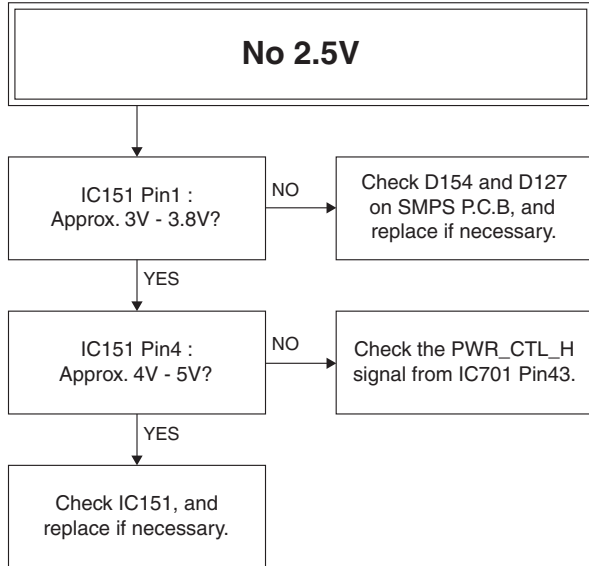 No 2.5V
IC151 Pin1 :
Approx. 3V - 3.8V?
NO
Check D154 and D127
on SMPS P.C.B, and
replace if necessary.
YES
IC151 Pin4 :
Approx. 4V - 5V?
NO
Check the PWR_CTL_H
signal from IC701 Pin43.
YES
Check IC151, and
replace if necessary.